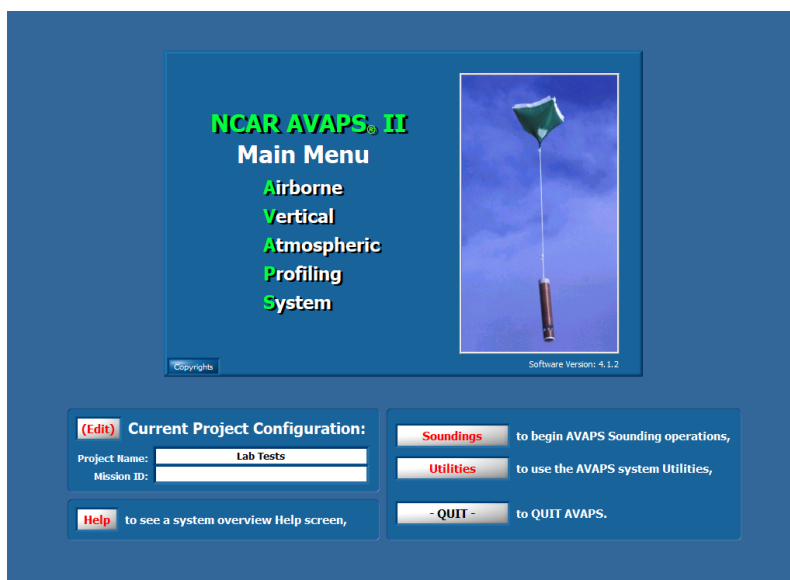 NCAR AVAPS® II
Main Menu
Airborne
Vertical
Atmospheric
Profiling
System
Copyrights
Software Version: 4.1.2
(Edit) Current Project Configuration:
Project Name: Lab Tests
Mission ID:
Help to see a system overview Help screen,
Soundings to begin AVAPS Sounding operations,
Utilities to use the AVAPS system Utilities,
- QUIT - to QUIT AVAPS.